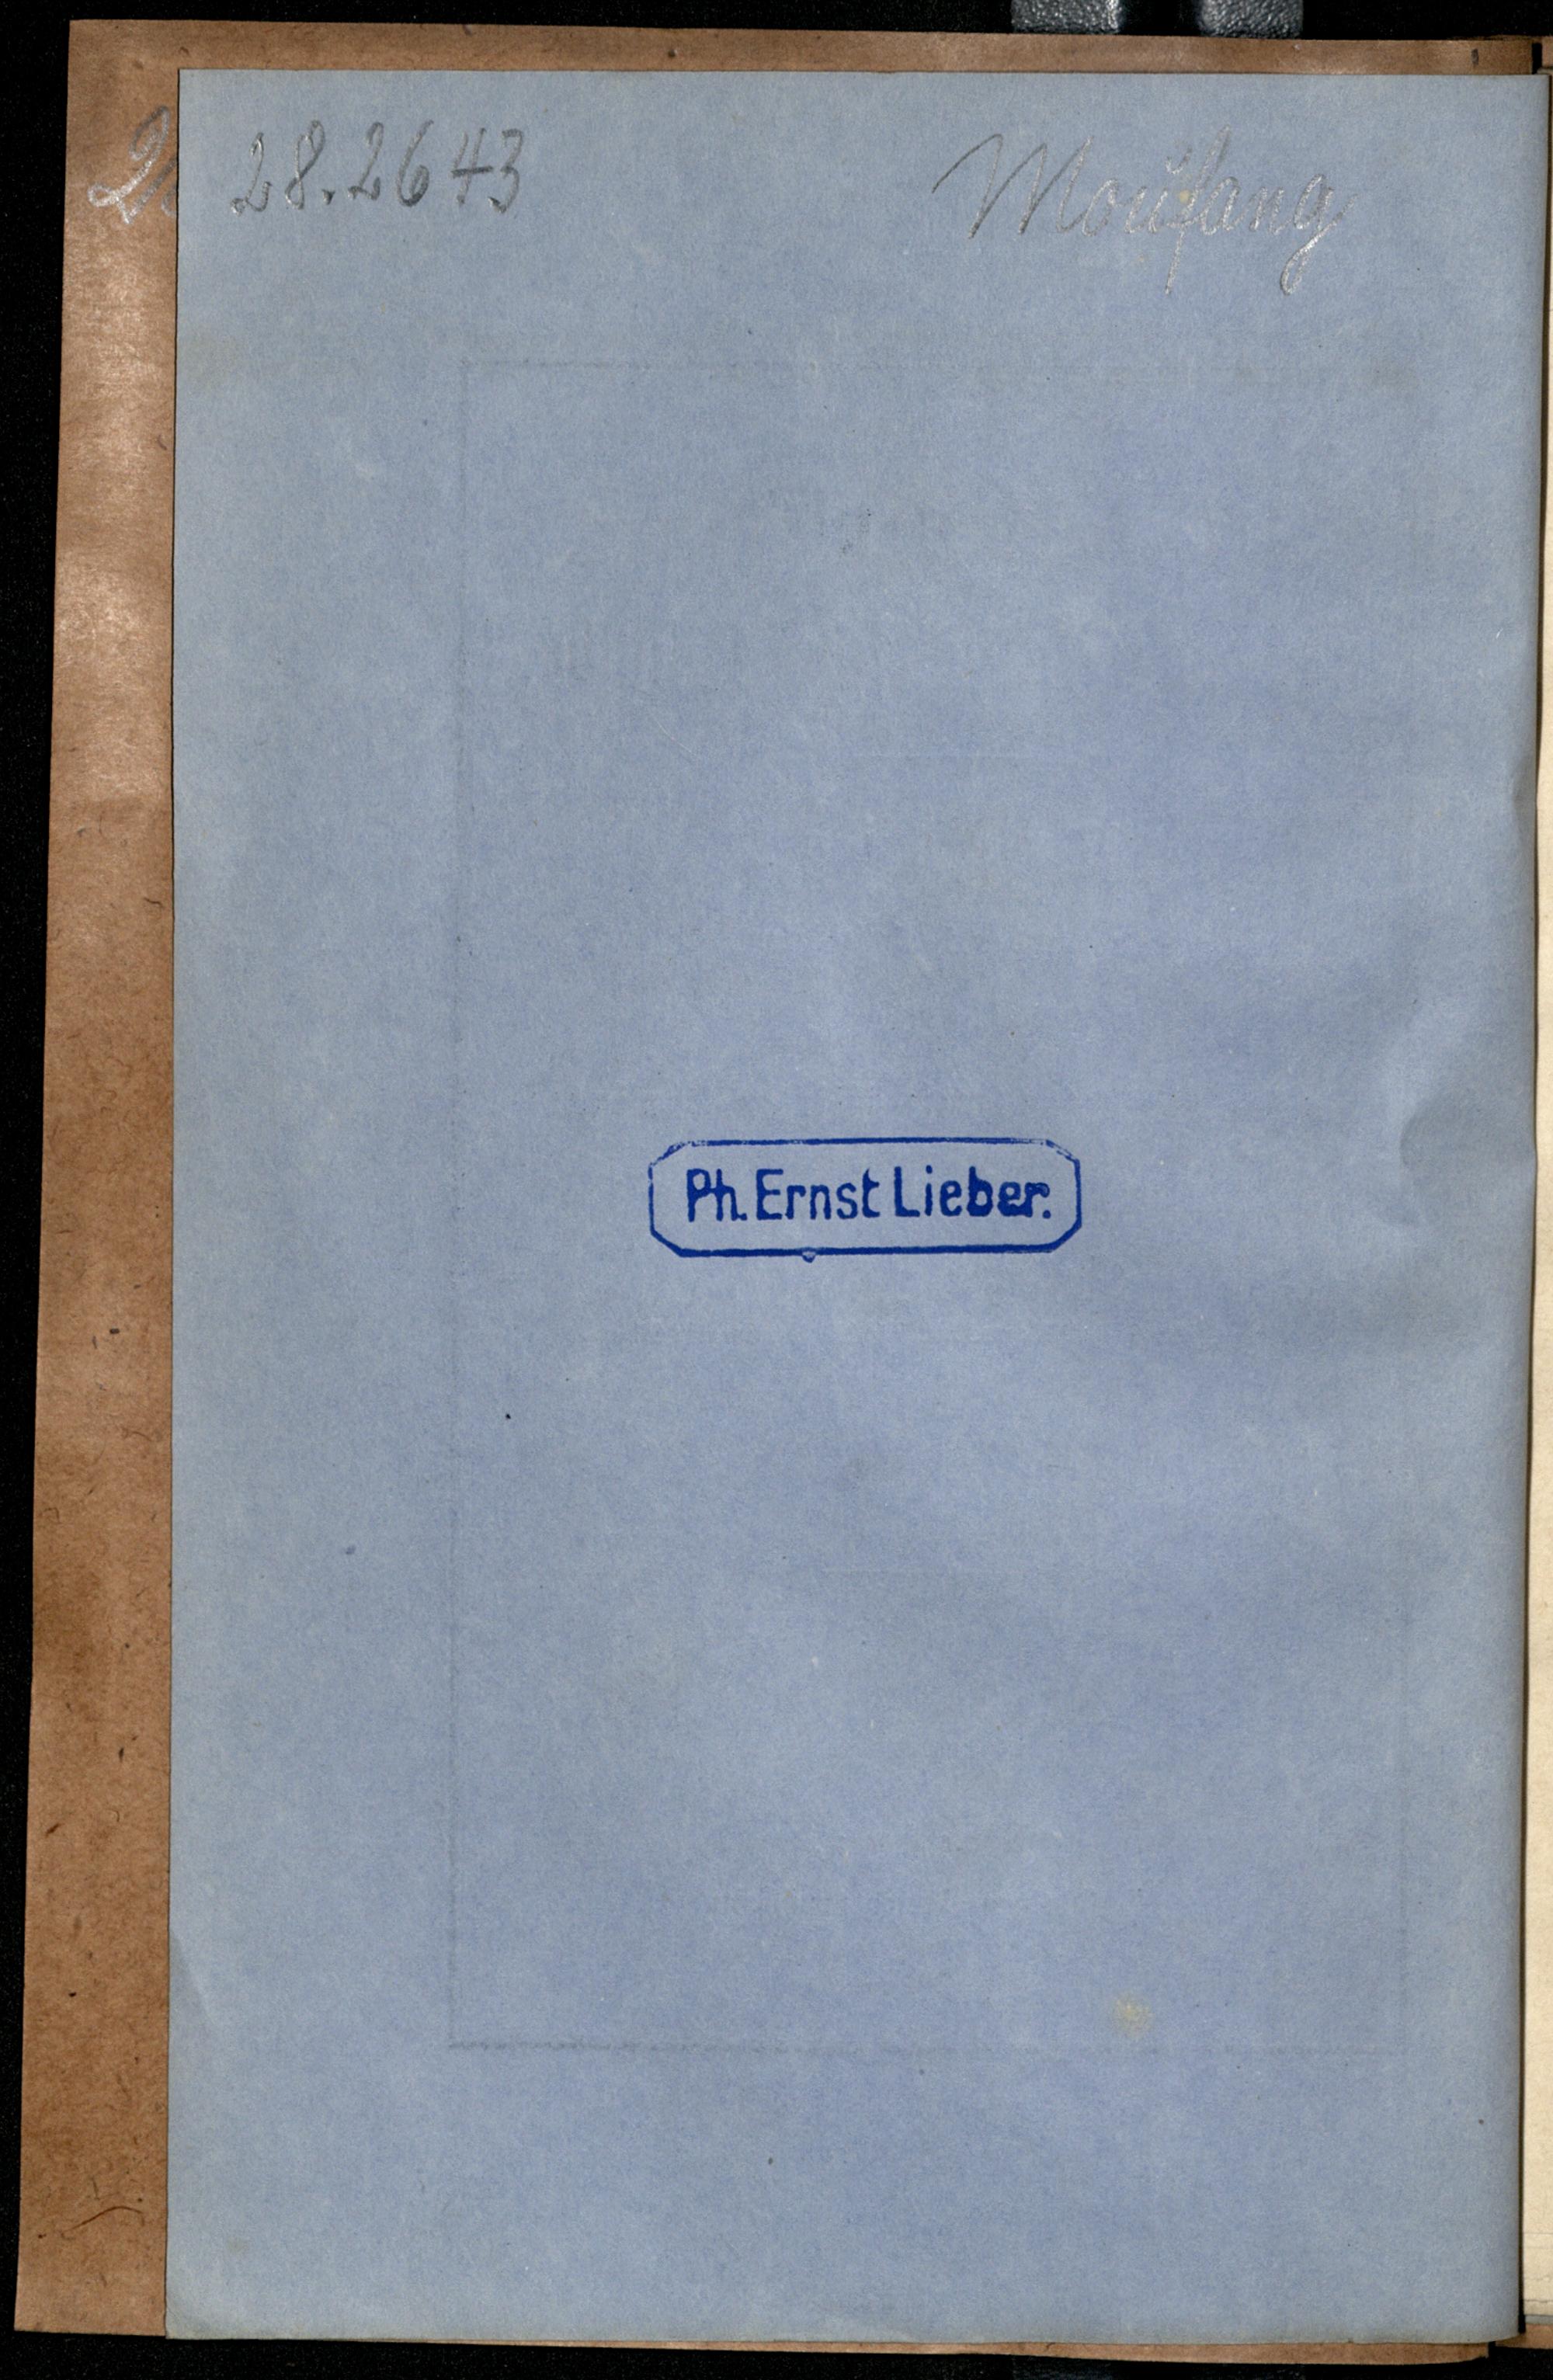 28.2643
Moufang
Ph. Ernst Lieber.